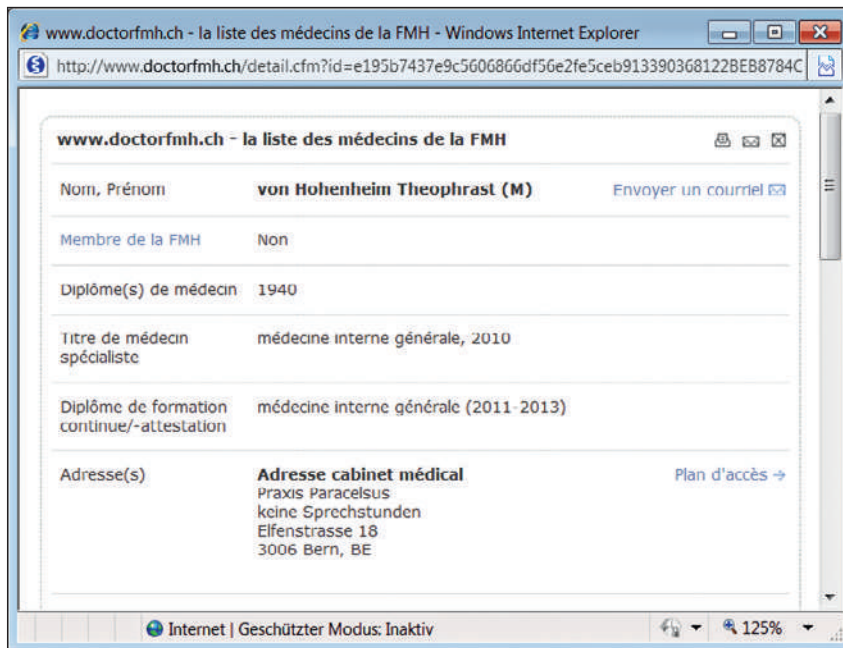 www.doctorfmh.ch - la liste des médecins de la FMH - Windows Internet Explorer
http://www.doctorfmh.ch/detail.cfm?id=e195b7437e9c5606866df56e2fe5ceb913390368122BEB8784C
www.doctorfmh.ch - la liste des médecins de la FMH
Nom, Prénom von Hohenheim Theophrast (M) Envoyer un courriel
Membre de la FMH Non
Diplôme(s) de médecin 1940
Titre de médecin médecine interne générale, 2010
spécialiste
Diplôme de formation médecine interne générale (2011-2013)
continue/-attestation
Adresse(s) Adresse cabinet médical Plan d'accès →
Praxis Paracelsus
keine Sprechstunden
Elfenstrasse 18
3006 Bern, BE
Internet | Geschützter Modus: Inaktiv 125%